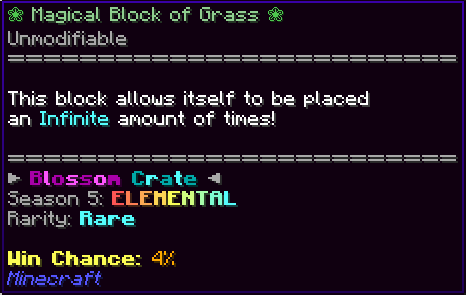 ❀ Magical Block of Grass ❀
Unmodifiable
================================
This block allows itself to be placed
an Infinite amount of times!
================================
► Blossom Crate ◄
Season 5: ELEMENTAL
Rarity: Rare
Win Chance: 4%
Minecraft